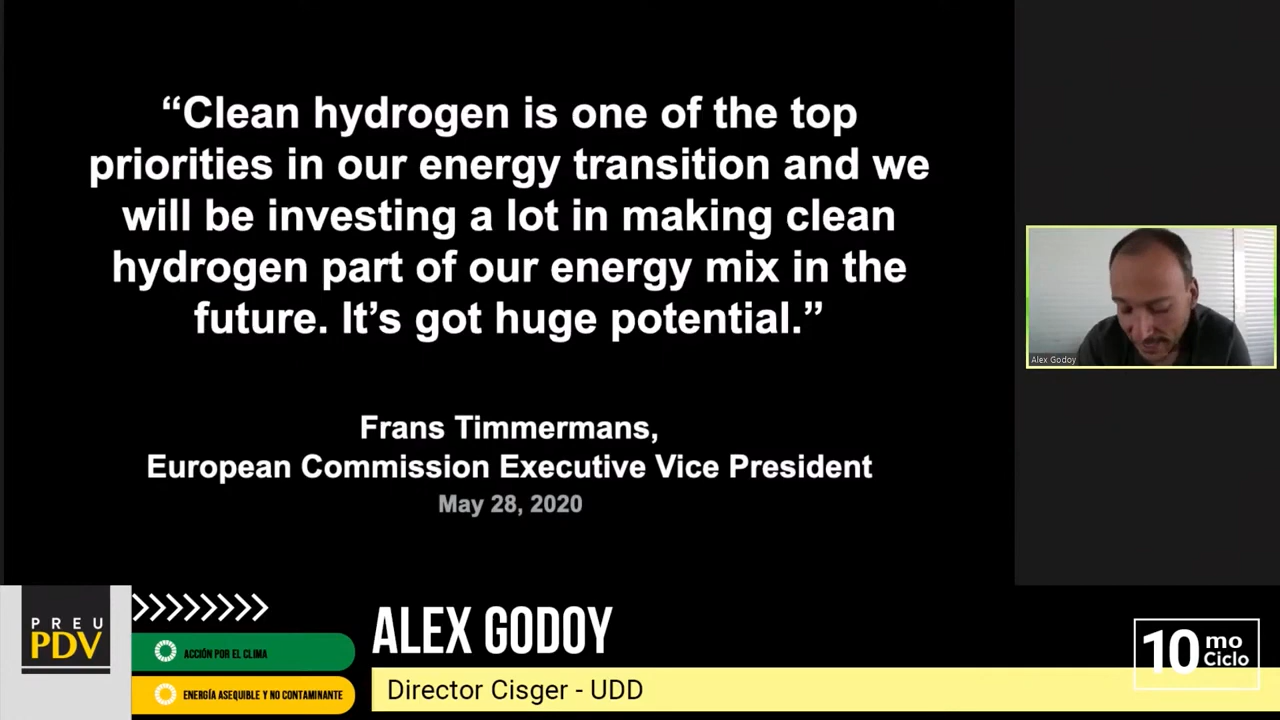 “Clean hydrogen is one of the top
priorities in our energy transition and we
will be investing a lot in making clean
hydrogen part of our energy mix in the
future. It’s got huge potential.”
Frans Timmermans,
European Commission Executive Vice President
May 28, 2020
Alex Godoy
PREU
PDV
ACCIÓN POR EL CLIMA
ENERGÍA ASEQUIBLE Y NO CONTAMINANTE
ALEX GODOY
Director Cisger - UDD
10 mo
Ciclo